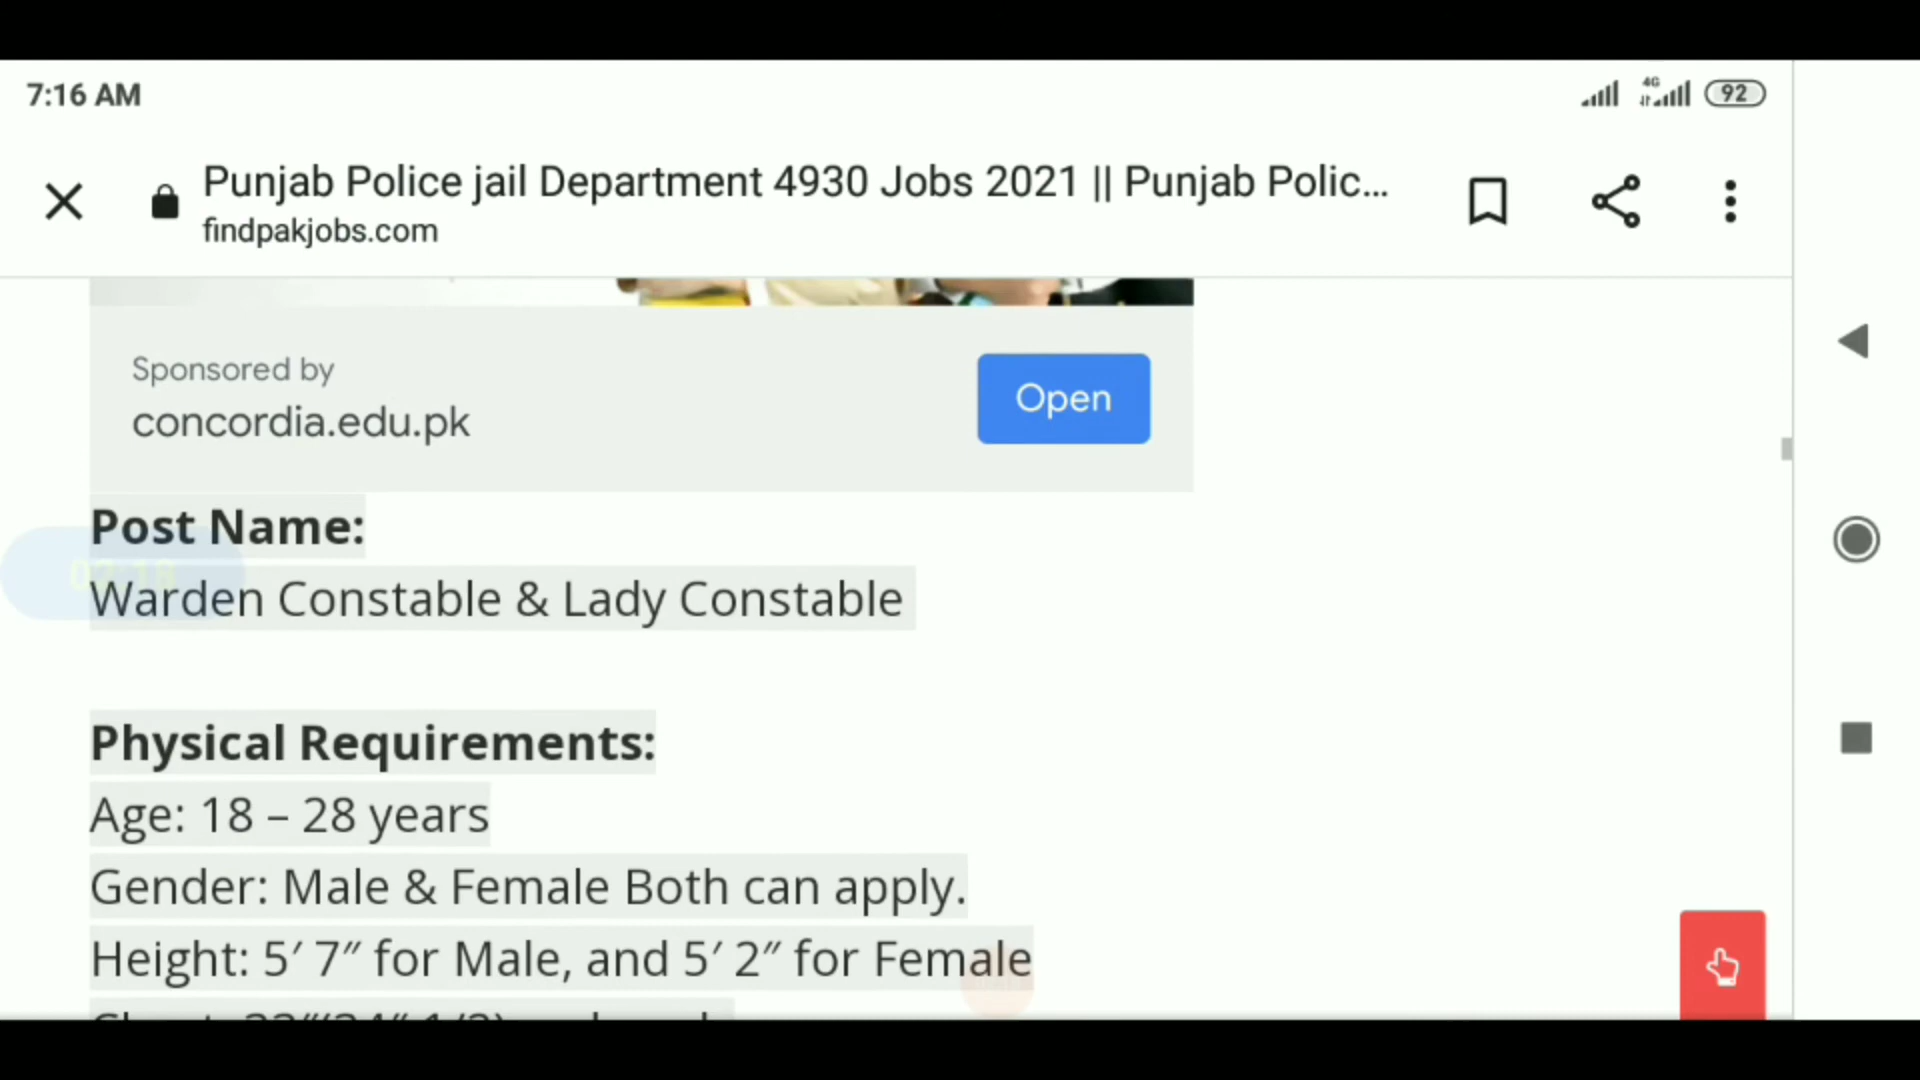 7:16 AM
4G
92
Punjab Police jail Department 4930 Jobs 2021 || Punjab Polic...
findpakjobs.com
Sponsored by
concordia.edu.pk
Open
Post Name:
Warden Constable & Lady Constable
Physical Requirements:
Age: 18 – 28 years
Gender: Male & Female Both can apply.
Height: 5′ 7″ for Male, and 5′ 2″ for Female